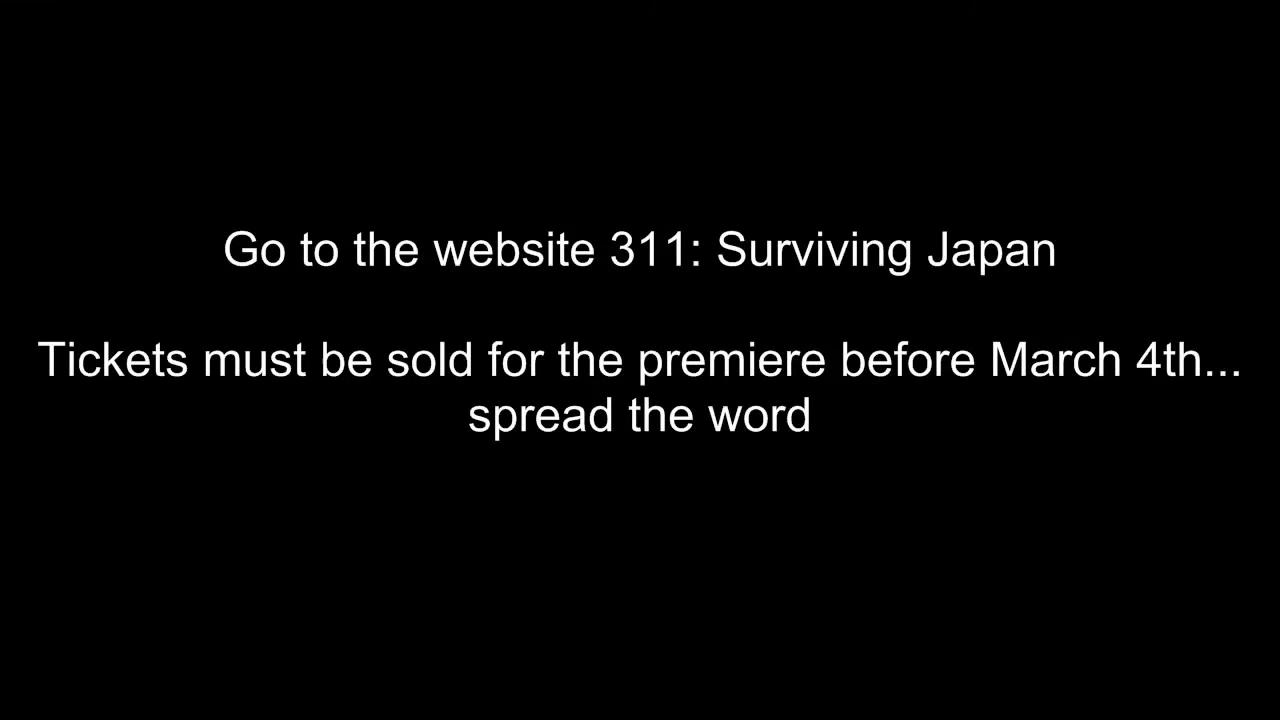 Go to the website 311: Surviving Japan
Tickets must be sold for the premiere before March 4th...
spread the word